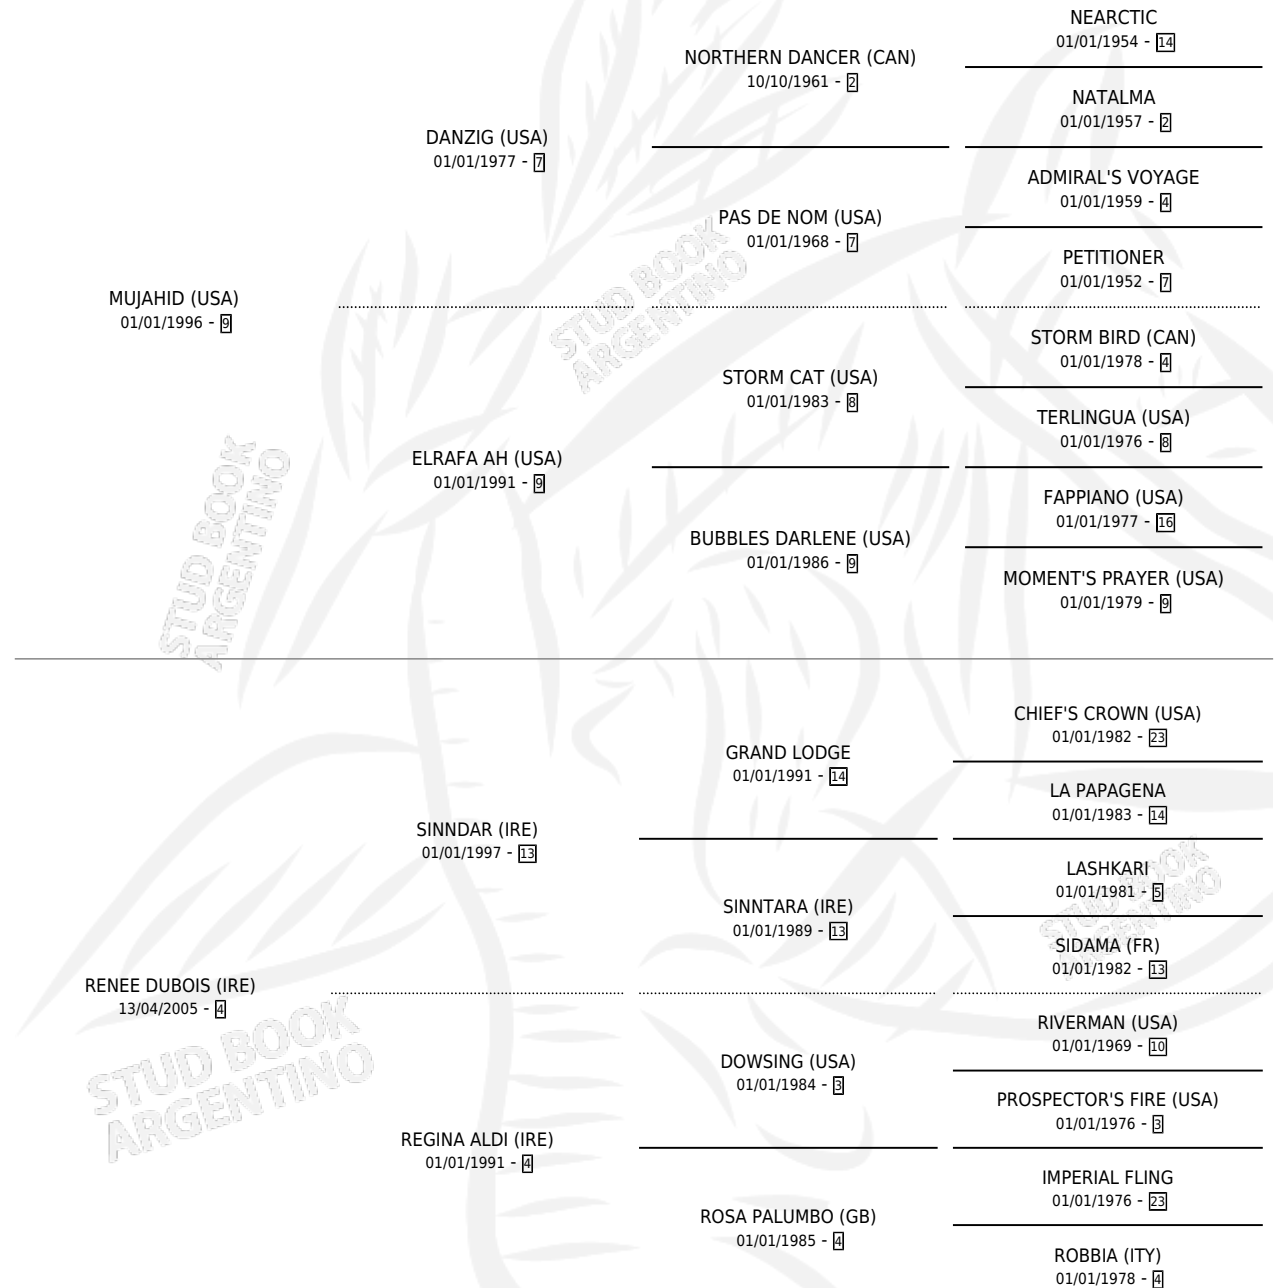 NEARCTIC
01/01/1954 - 14
NORTHERN DANCER (CAN)
10/10/1961 - 2
NATALMA
01/01/1957 - 2
DANZIG (USA)
01/01/1977 - 7
ADMIRAL'S VOYAGE
01/01/1959 - 4
PAS DE NOM (USA)
01/01/1968 - 7
PETITIONER
01/01/1952 - 7
MUJAHID (USA)
01/01/1996 - 9
STUD BOOK
ARGENTINO
STORM BIRD (CAN)
01/01/1978 - 4
STORM CAT (USA)
01/01/1983 - 8
TERLINGUA (USA)
01/01/1976 - 8
ELRAFA AH (USA)
01/01/1991 - 9
FAPPIANO (USA)
01/01/1977 - 16
BUBBLES DARLENE (USA)
01/01/1986 - 9
MOMENT'S PRAYER (USA)
01/01/1979 - 9
STUD BOOK
ARGENTINO
CHIEF'S CROWN (USA)
01/01/1982 - 23
GRAND LODGE
01/01/1991 - 14
LA PAPAGENA
01/01/1983 - 14
SINNDAR (IRE)
01/01/1997 - 13
LASHKARI
01/01/1981 - 5
SINNTARA (IRE)
01/01/1989 - 13
STUD BOOK
ARGENTINO
SIDAMA (FR)
01/01/1982 - 13
RENEE DUBOIS (IRE)
13/04/2005 - 4
STUD BOOK
ARGENTINO
RIVERMAN (USA)
01/01/1969 - 10
DOWSING (USA)
01/01/1984 - 3
PROSPECTOR'S FIRE (USA)
01/01/1976 - 3
REGINA ALDI (IRE)
01/01/1991 - 4
IMPERIAL FLING
01/01/1976 - 23
ROSA PALUMBO (GB)
01/01/1985 - 4
ROBBIA (ITY)
01/01/1978 - 4